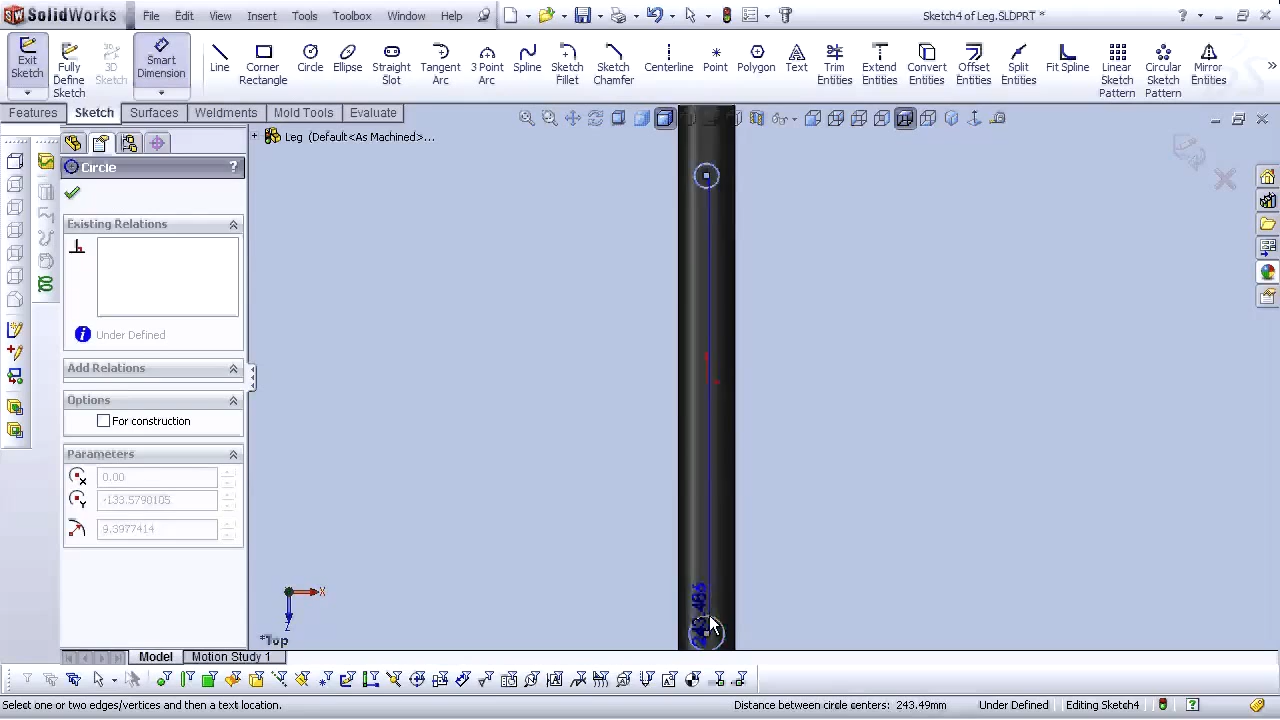 SolidWorks File Edit View Insert Tools Toolbox Window Help Sketch4 of Leg.SLDPRT *
Exit Sketch
Fully Define Sketch
3D Sketch
Smart Dimension
Line
Corner Rectangle
Circle
Ellipse
Straight Slot
Tangent Arc
3 Point Arc
Spline
Sketch Fillet
Sketch Chamfer
Centerline
Point
Polygon
Text
Trim Entities
Extend Entities
Convert Entities
Offset Entities
Split Entities
Fit Spline
Linear Sketch Pattern
Circular Sketch Pattern
Mirror Entities
Features Sketch Surfaces Weldments Mold Tools Evaluate
Leg (Default<As Machined>...
Circle ?
Existing Relations
Under Defined
Add Relations
Options
For construction
Parameters
0.00
-133.5790105
9.3977414
X
Z
*Top
Model Motion Study 1
Select one or two edges/vertices and then a text location. Distance between circle centers: 243.49mm Under Defined Editing Sketch4